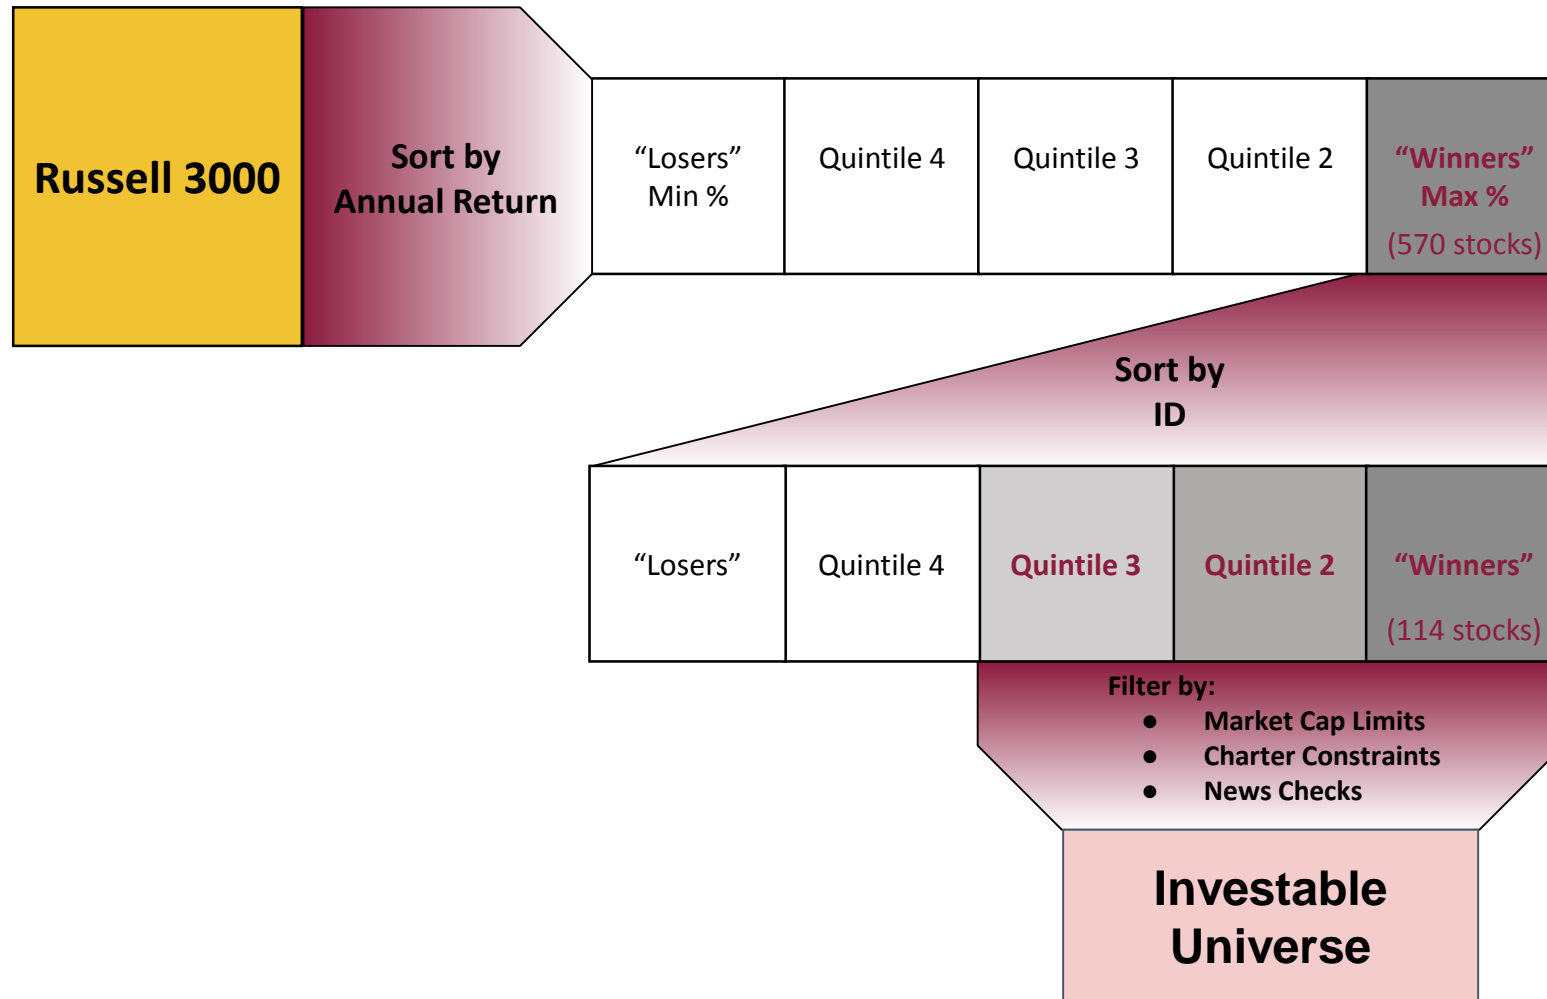 Russell 3000
Sort by
Annual Return
“Losers”
Min %
Quintile 4
Quintile 3
Quintile 2
“Winners”
Max %
(570 stocks)
Sort by
ID
“Losers”
Quintile 4
Quintile 3
Quintile 2
“Winners”
(114 stocks)
Filter by:
● Market Cap Limits
● Charter Constraints
● News Checks
Investable
Universe